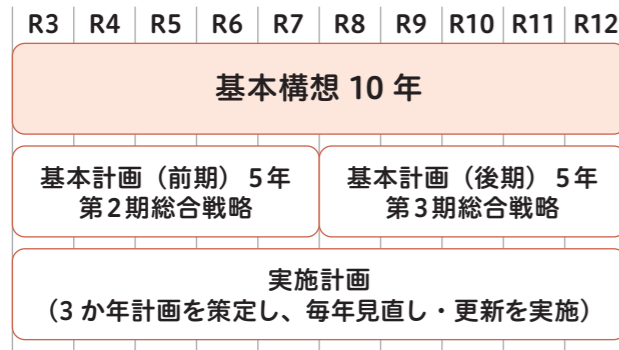 R3 R4 R5 R6 R7 R8 R9 R10 R11 R12
基本構想 10 年
基本計画（前期） 5年
第2期総合戦略
基本計画（後期） 5年
第3期総合戦略
実施計画
（3 か年計画を策定し、毎年見直し・更新を実施）